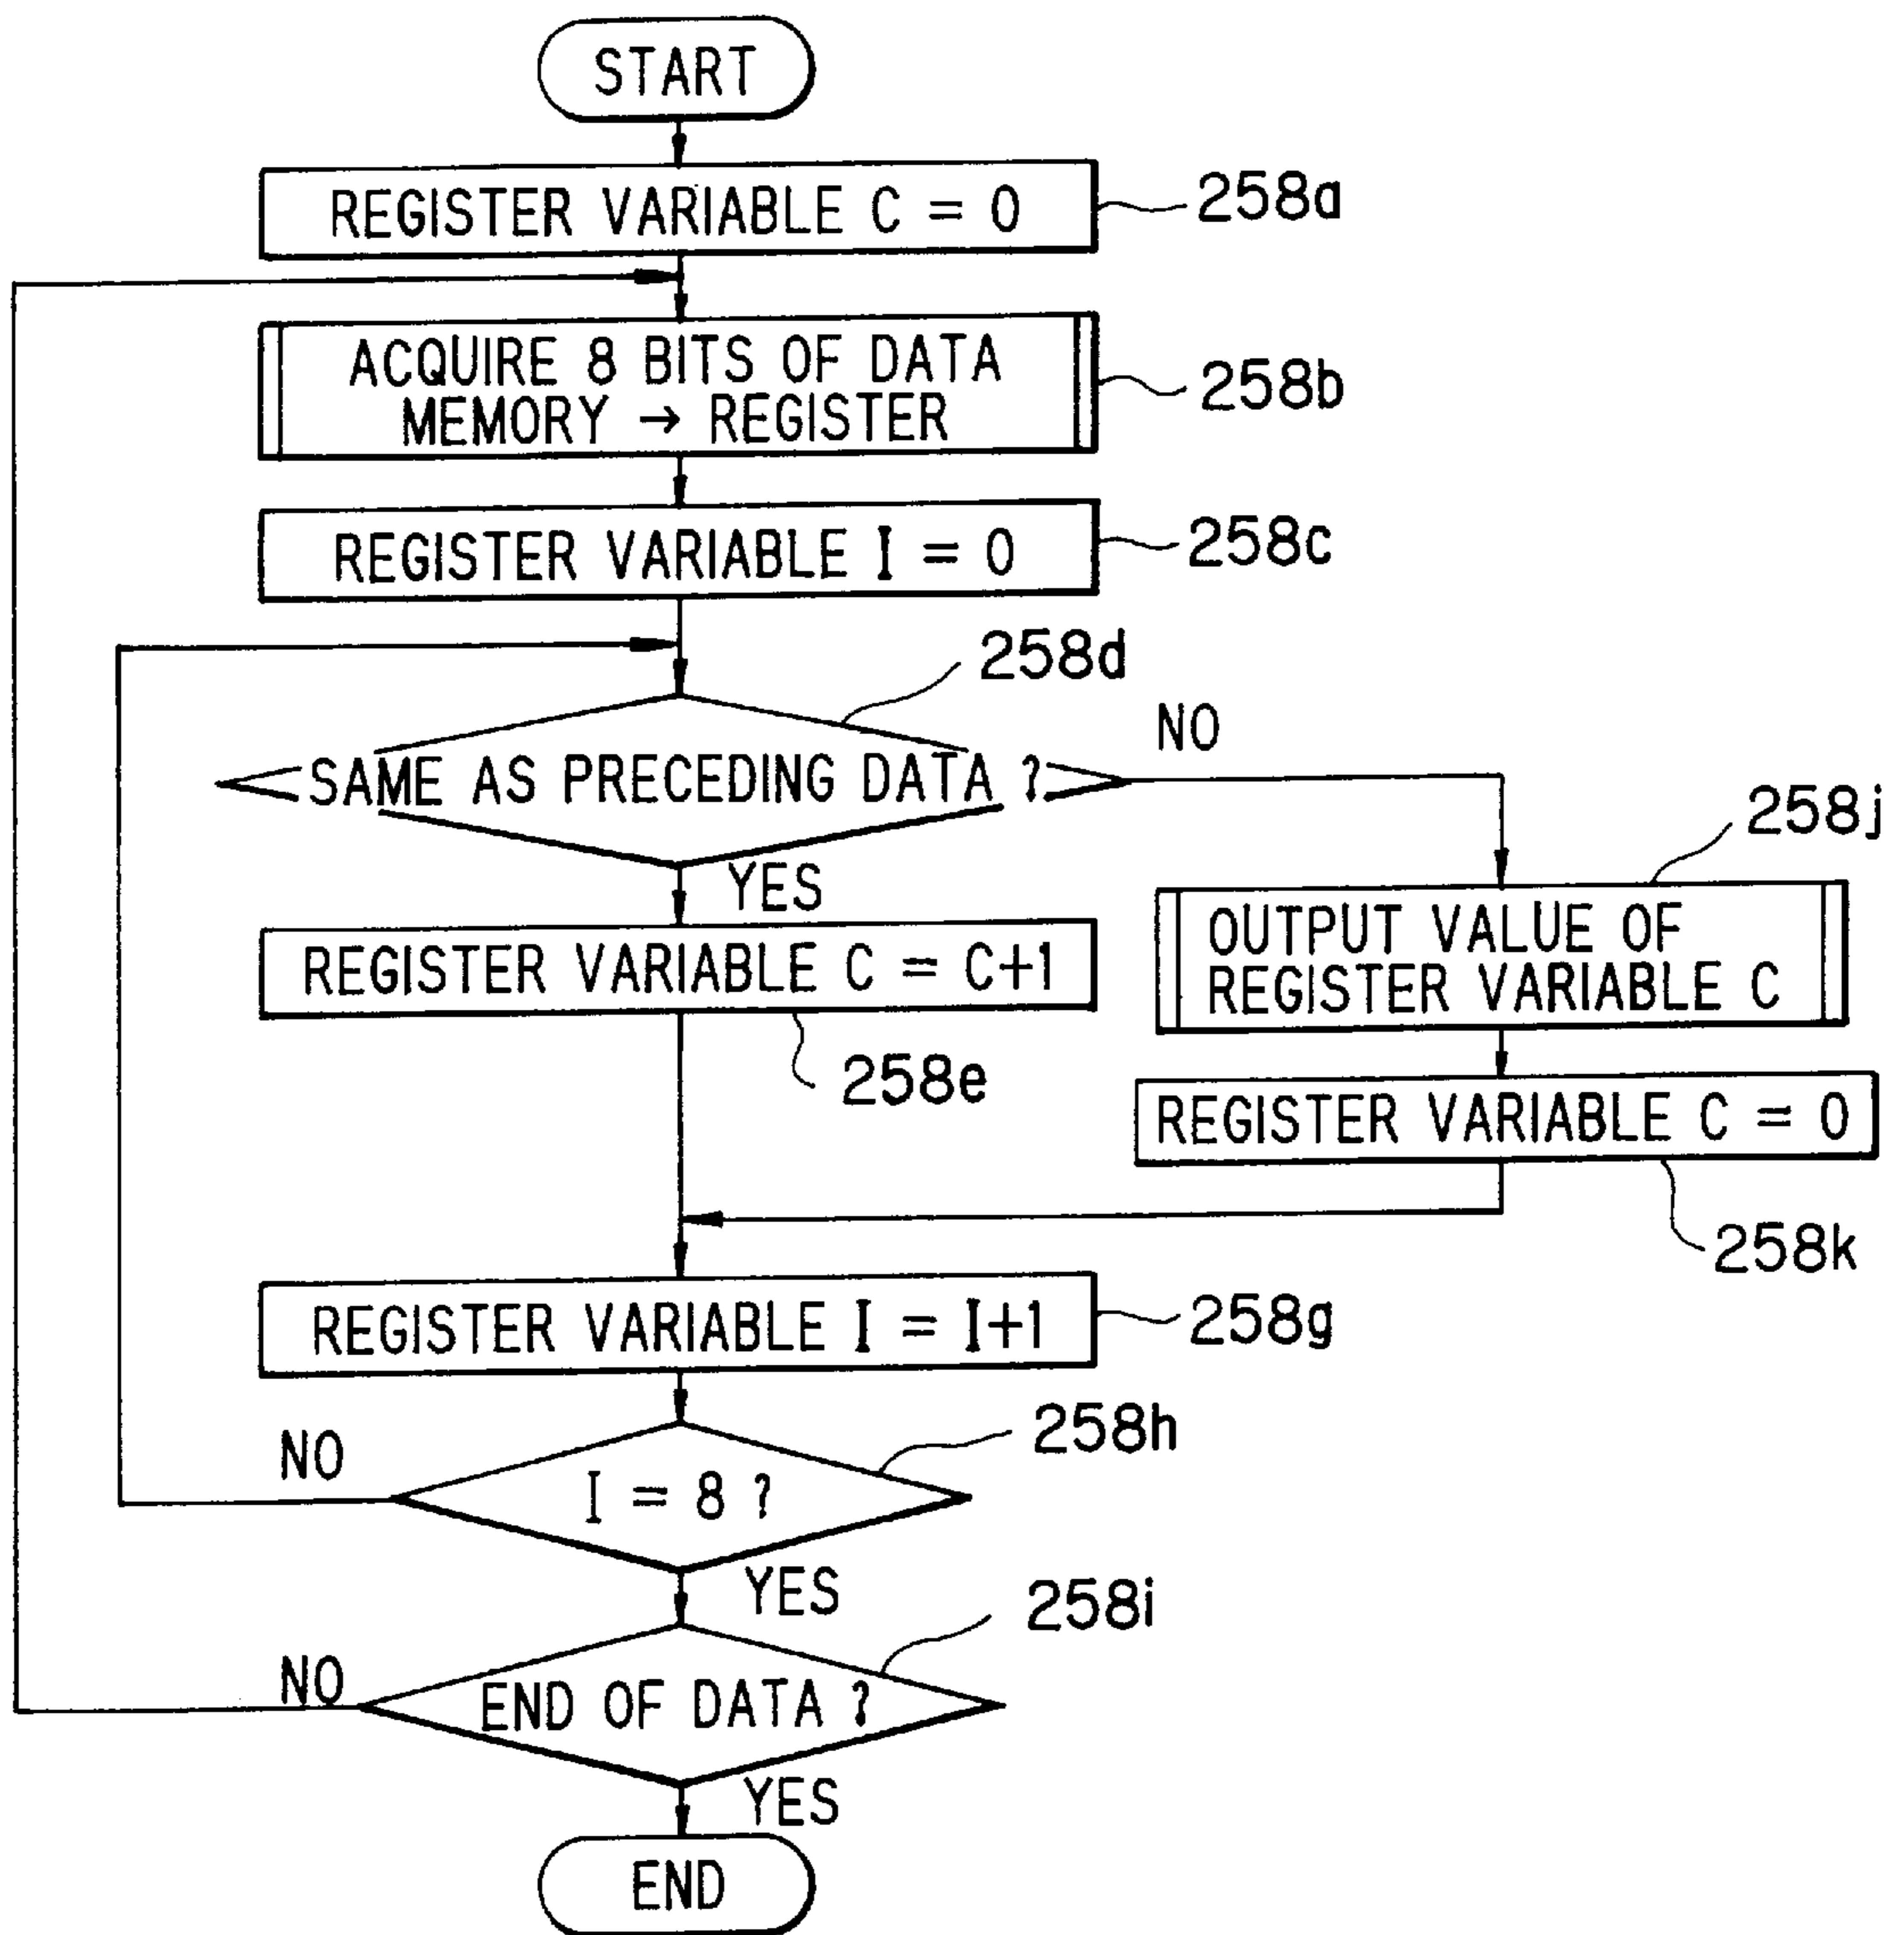 START
REGISTER VARIABLE C = 0
258a
ACQUIRE 8 BITS OF DATA
MEMORY → REGISTER
258b
REGISTER VARIABLE I = 0
258c
258d
SAME AS PRECEDING DATA ?
NO
YES
258j
OUTPUT VALUE OF
REGISTER VARIABLE C
REGISTER VARIABLE C = C+1
258e
REGISTER VARIABLE C = 0
258k
REGISTER VARIABLE I = I+1
258g
258h
NO
I = 8 ?
YES
258i
NO
END OF DATA ?
YES
END